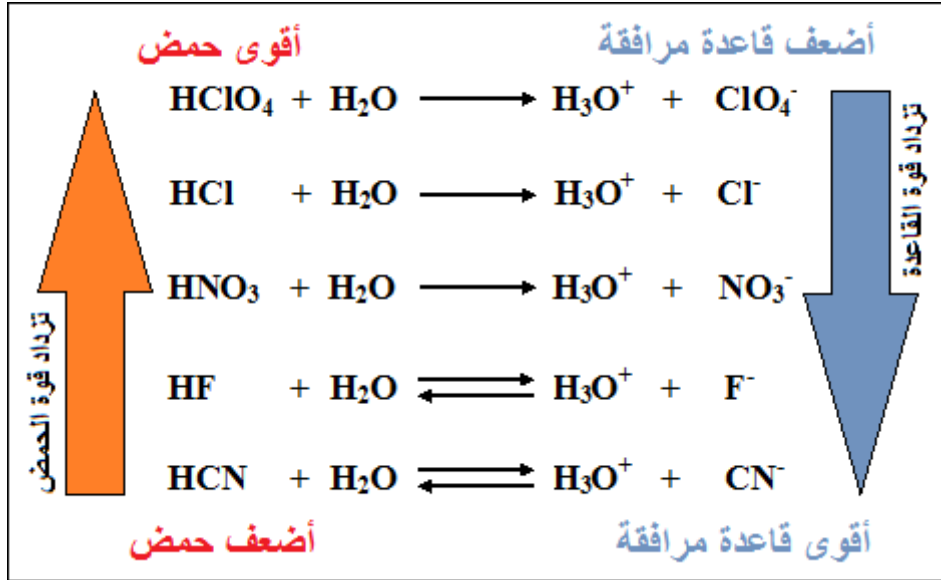 أقوى حمض
أضعف قاعدة مرافقة
HClO₄ + H₂O ⟶ H₃O⁺ + ClO₄⁻
HCl + H₂O ⟶ H₃O⁺ + Cl⁻
HNO₃ + H₂O ⟶ H₃O⁺ + NO₃⁻
HF + H₂O ⇌ H₃O⁺ + F⁻
HCN + H₂O ⇌ H₃O⁺ + CN⁻
أضعف حمض
أقوى قاعدة مرافقة
تزداد قوة الحمض
تزداد قوة القاعدة